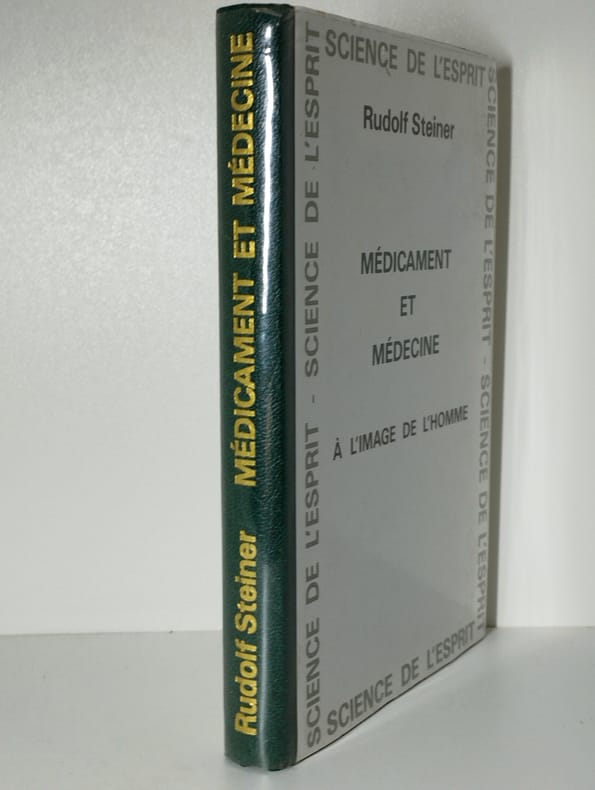 Rudolf Steiner MÉDICAMENT ET MÉDECINE
SCIENCE DE L'ESPRIT
Rudolf Steiner
MÉDICAMENT
ET
MÉDECINE
À L'IMAGE DE L'HOMME
SCIENCE DE L'ESPRIT - SCIENCE DE L'ESPRIT
SCIENCE DE L'ESPRIT - SCIENCE DE L'ESPRIT
SCIENCE DE L'ESPRIT